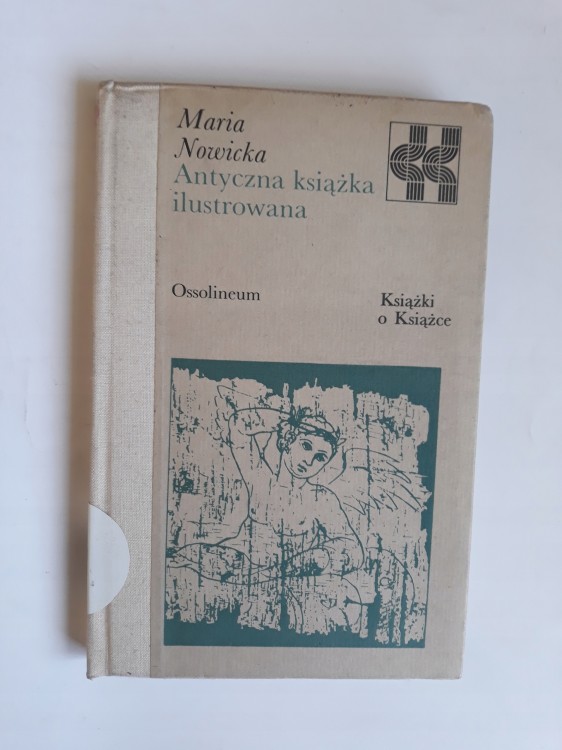 Maria
Nowicka
Antyczna książka
ilustrowana
Ossolineum
Książki
o Książce